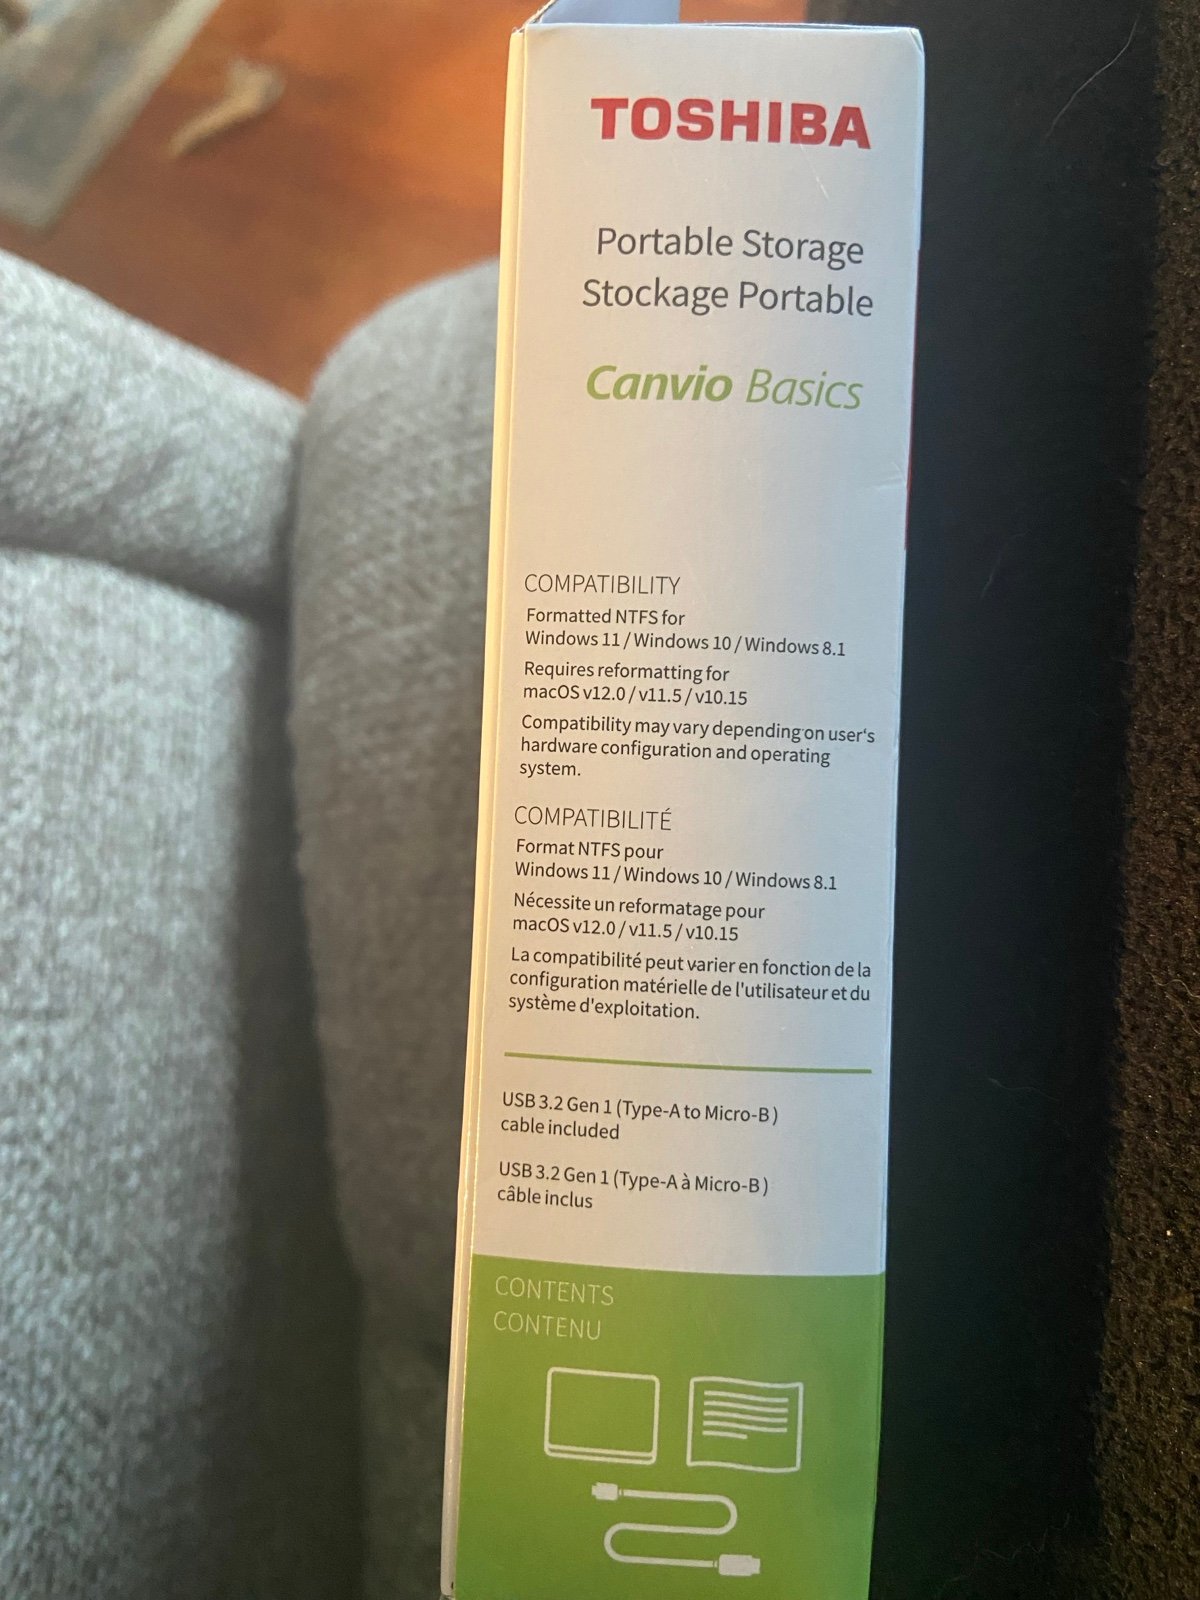 TOSHIBA
Portable Storage
Stockage Portable
Canvio Basics
COMPATIBILITY
Formatted NTFS for
Windows 11 / Windows 10 / Windows 8.1
Requires reformatting for
macOS v12.0 / v11.5 / v10.15
Compatibility may vary depending on user's
hardware configuration and operating
system.
COMPATIBILITÉ
Format NTFS pour
Windows 11 / Windows 10 / Windows 8.1
Nécessite un reformatage pour
macOS v12.0 / v11.5 / v10.15
La compatibilité peut varier en fonction de la
configuration matérielle de l'utilisateur et du
système d'exploitation.
USB 3.2 Gen 1 (Type-A to Micro-B )
cable included
USB 3.2 Gen 1 (Type-A à Micro-B )
câble inclus
CONTENTS
CONTENU